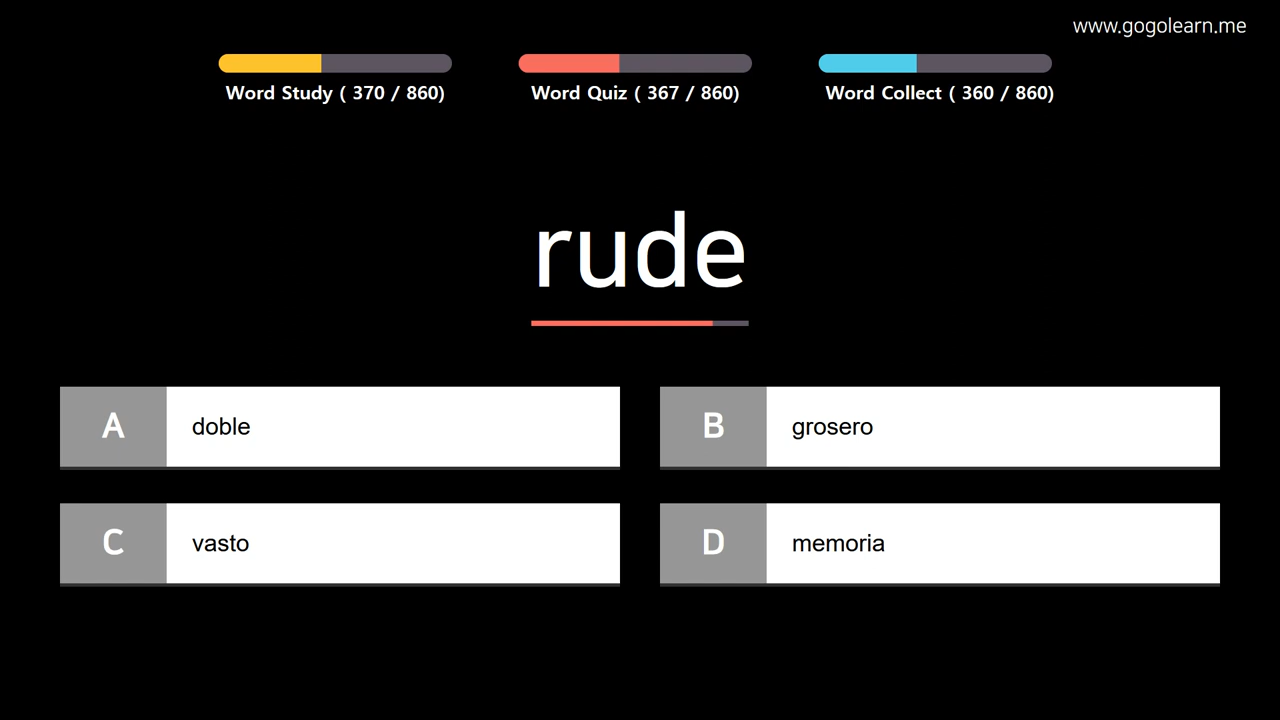 www.gogolearn.me
Word Study ( 370 / 860)
Word Quiz ( 367 / 860)
Word Collect ( 360 / 860)
rude
A doble
B grosero
C vasto
D memoria